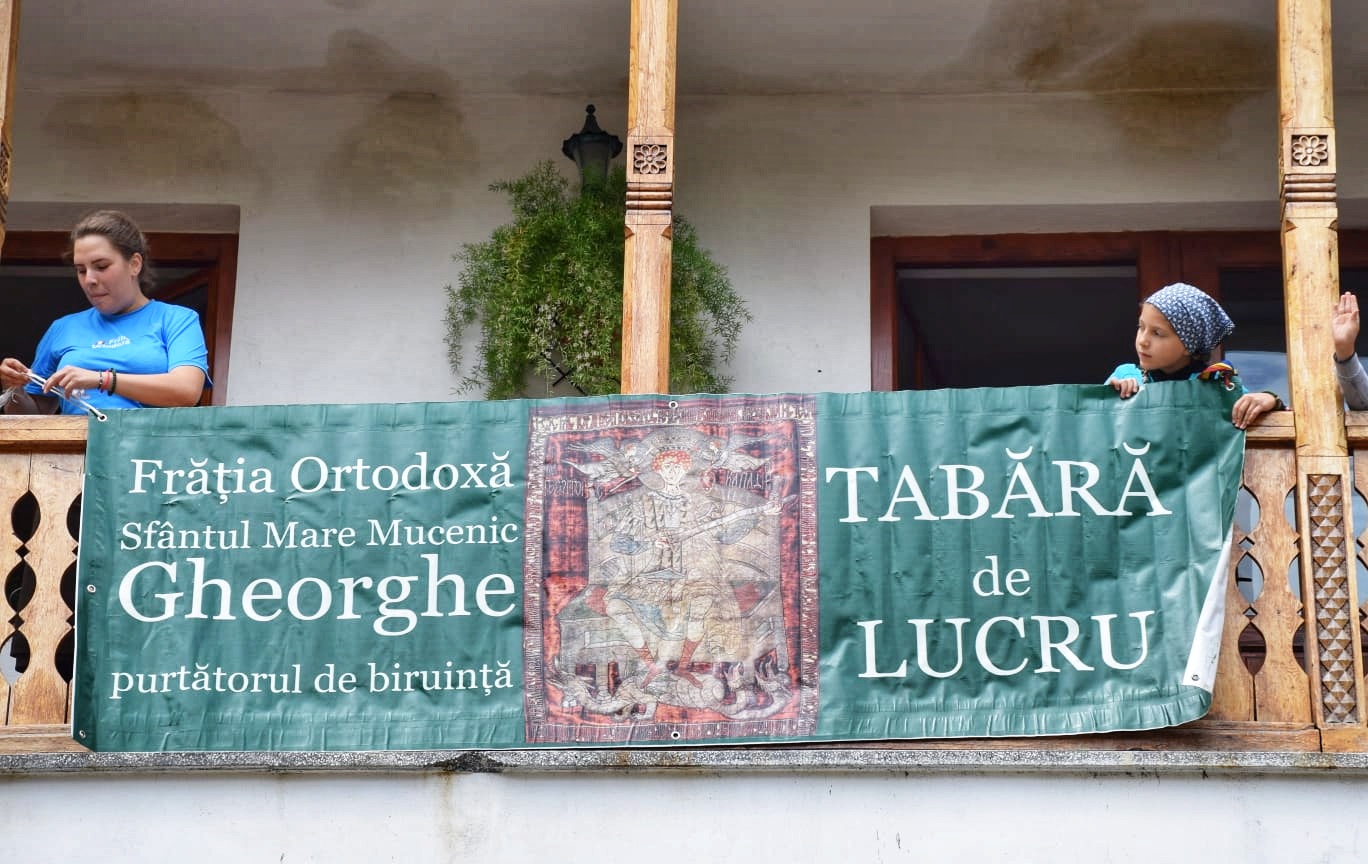 Frăția Ortodoxă
Sfântul Mare Mucenic
Gheorghe
purtătorul de biruință
TABĂRĂ
de
LUCRU